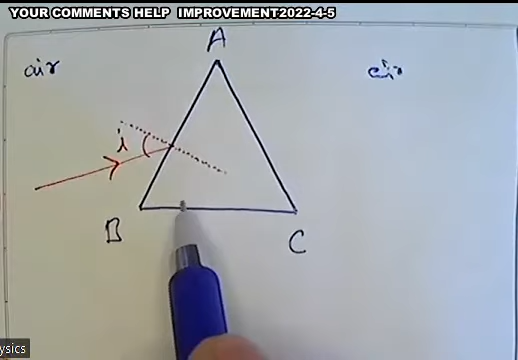 YOUR COMMENTS HELP IMPROVEMENT2022-4-5
A
air
air
i
B
C
ysics